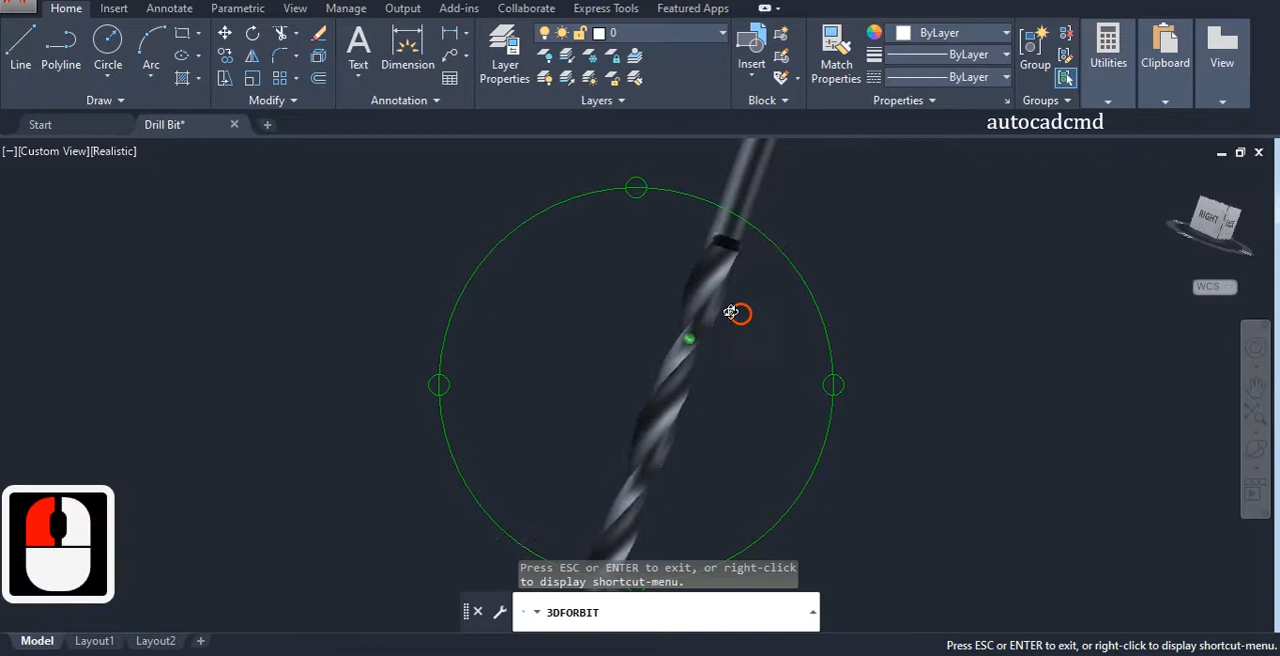 Home Insert Annotate Parametric View Manage Output Add-ins Collaborate Express Tools Featured Apps
0
ByLayer
ByLayer
ByLayer
Line Polyline Circle Arc
Text Dimension
Layer Properties
Insert
Match Properties
Group
Utilities
Clipboard
View
Draw
Modify
Annotation
Layers
Block
Properties
Groups
Start
Drill Bit*
autocadcmd
[−][Custom View][Realistic]
RIGHT
WCS
Press ESC or ENTER to exit, or right-click
to display shortcut-menu.
3DFORBIT
Model Layout1 Layout2
Press ESC or ENTER to exit, or right-click to display shortcut-menu.